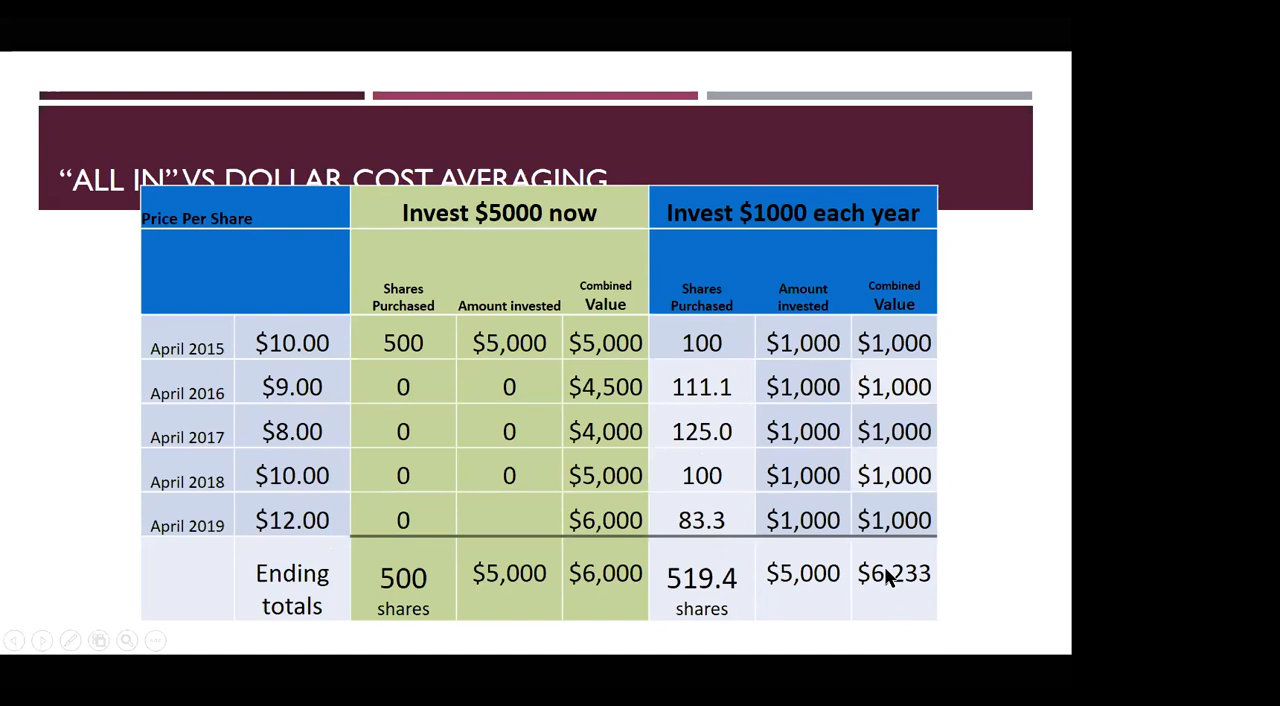 “ALL IN” VS DOLLAR COST AVERAGING
Price Per Share Invest $5000 now Invest $1000 each year
Shares Purchased Amount invested Combined Value Shares Purchased Amount invested Combined Value
April 2015 $10.00 500 $5,000 $5,000 100 $1,000 $1,000
April 2016 $9.00 0 0 $4,500 111.1 $1,000 $1,000
April 2017 $8.00 0 0 $4,000 125.0 $1,000 $1,000
April 2018 $10.00 0 0 $5,000 100 $1,000 $1,000
April 2019 $12.00 0 $6,000 83.3 $1,000 $1,000
Ending totals 500 shares $5,000 $6,000 519.4 shares $5,000 $6,233